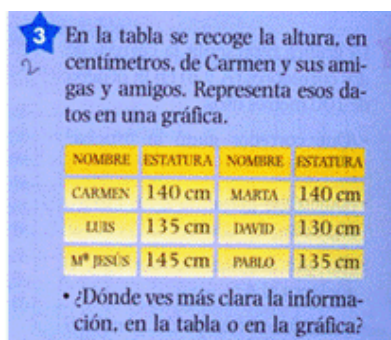 3 En la tabla se recoge la altura, en
2 centímetros, de Carmen y sus ami-
gas y amigos. Representa esos da-
tos en una gráfica.
NOMBRE ESTATURA NOMBRE ESTATURA
CARMEN 140 cm MARTA 140 cm
LUIS 135 cm DAVID 130 cm
Mª JESÚS 145 cm PABLO 135 cm
• ¿Dónde ves más clara la informa-
ción, en la tabla o en la gráfica?